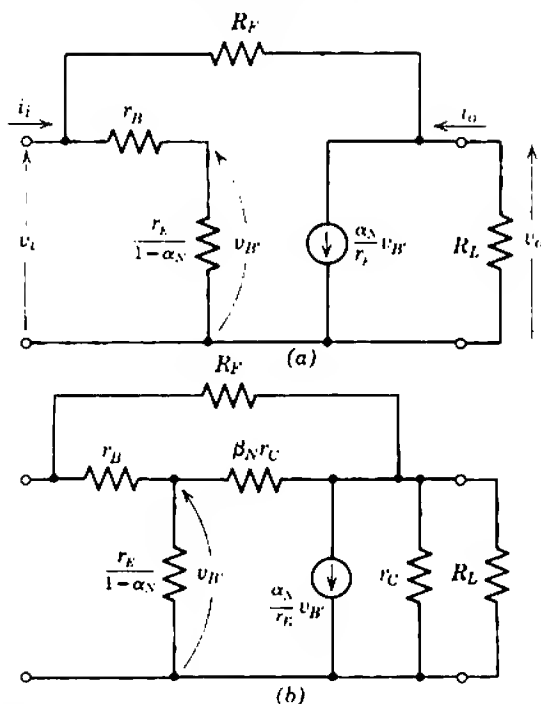 R_F
i_i
r_B
i_o
v_i
r_E / (1 − α_N)
v_B′
α_N / r_E v_B′
R_L
v_o
(a)
R_F
r_B
β_N r_C
r_E / (1 − α_N)
v_B′
α_N / r_E v_B′
r_C
R_L
(b)